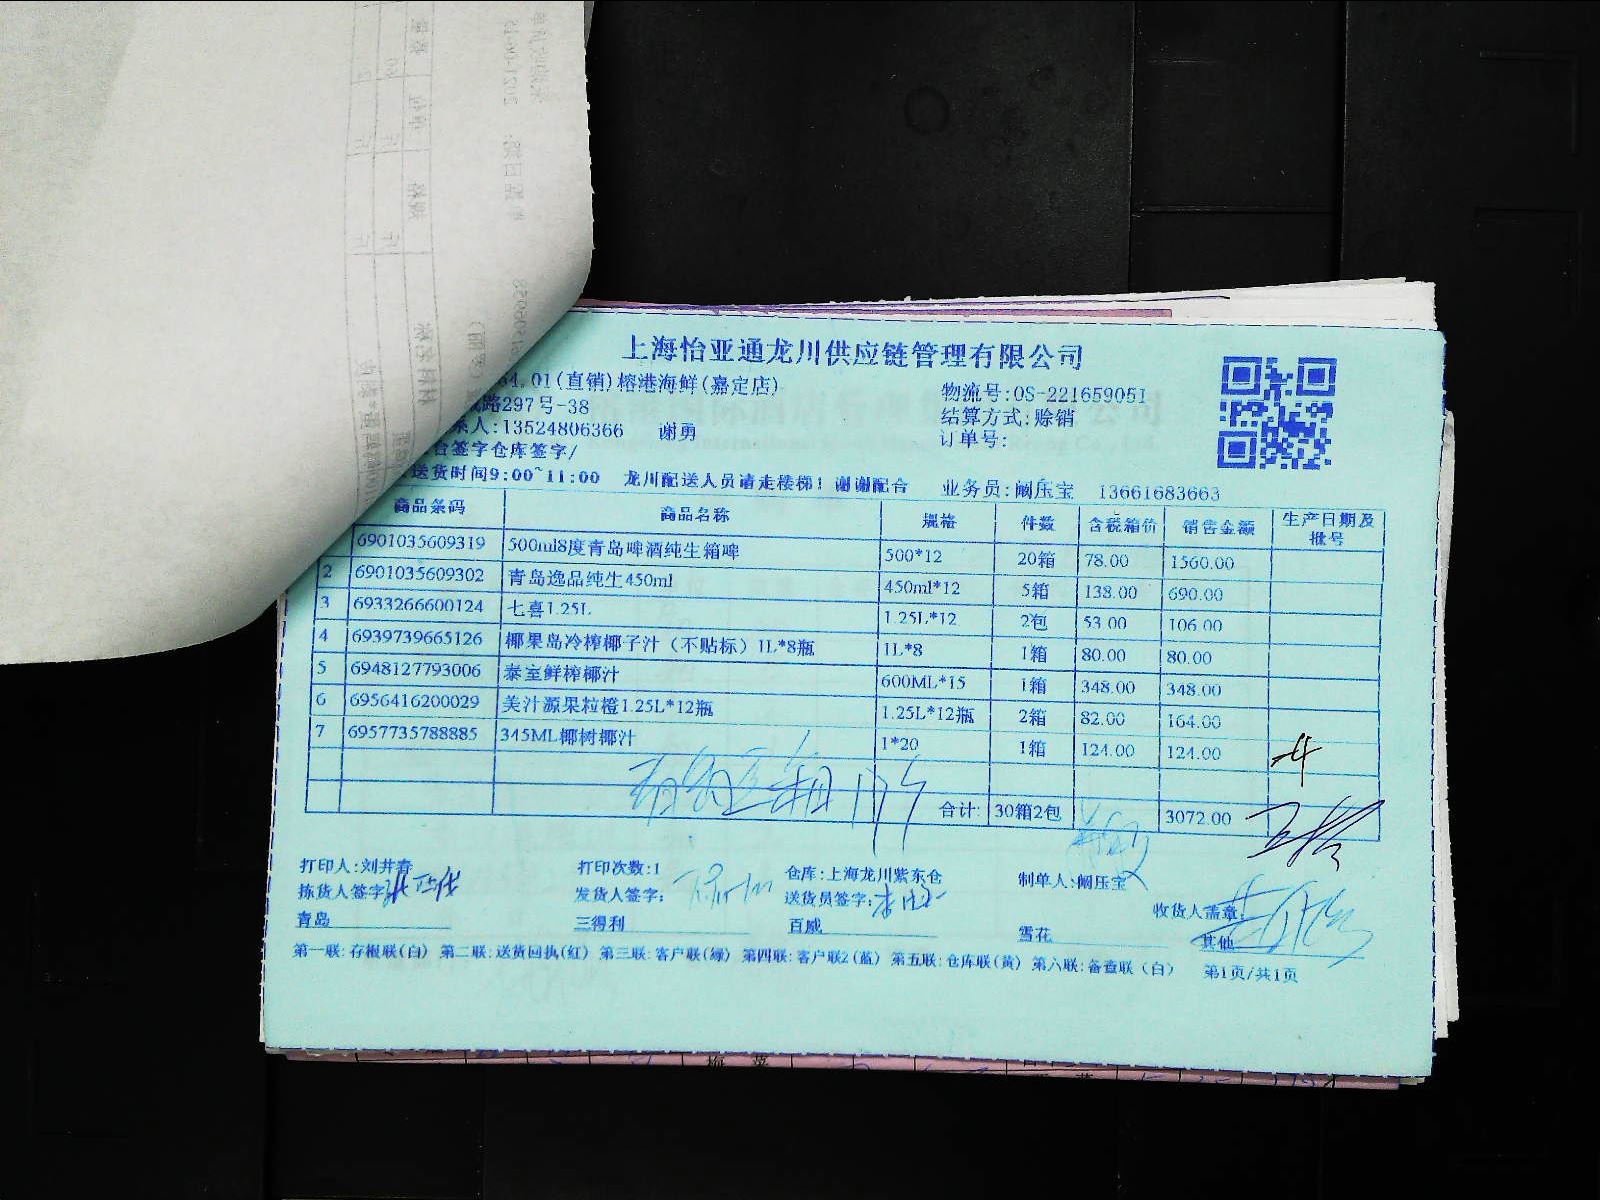 上海怡亚通龙川供应链管理有限公司
01(直销)榕港海鲜(嘉定店)
物流号:OS-221659051
路297号-38
结算方式:赊销
人:13524806366 谢勇
订单号:
签字仓库签字/
送货时间9:00~11:00 龙川配送人员请走楼梯！谢谢配合 业务员:阚压宝 13661683663
商品条码 商品名称 规格 件数 含税箱价 销售金额 生产日期及批号
6901035609319 500ml8度青岛啤酒纯生箱啤 500*12 20箱 78.00 1560.00
2 6901035609302 青岛逸品纯生450ml 450ml*12 5箱 138.00 690.00
3 6933266600124 七喜1.25L 1.25L*12 2包 53.00 106.00
4 6939739665126 椰果岛冷榨椰子汁（不贴标）1L*8瓶 1L*8 1箱 80.00 80.00
5 6948127793006 泰室鲜榨椰汁 600ML*15 1箱 348.00 348.00
6 6956416200029 美汁源果粒橙1.25L*12瓶 1.25L*12瓶 2箱 82.00 164.00
7 6957735788885 345ML椰树椰汁 1*20 1箱 124.00 124.00
合计: 30箱2包 3072.00
打印人:刘井春 打印次数:1 仓库:上海龙川紫东仓 制单人:阚压宝
拣货人签字: 发货人签字: 送货员签字: 收货人盖章:
青岛 三得利 百威 雪花 其他
第一联:存根联(白) 第二联:送货回执(红) 第三联:客户联(绿) 第四联:客户联2(蓝) 第五联:仓库联(黄) 第六联:备查联（白） 第1页/共1页